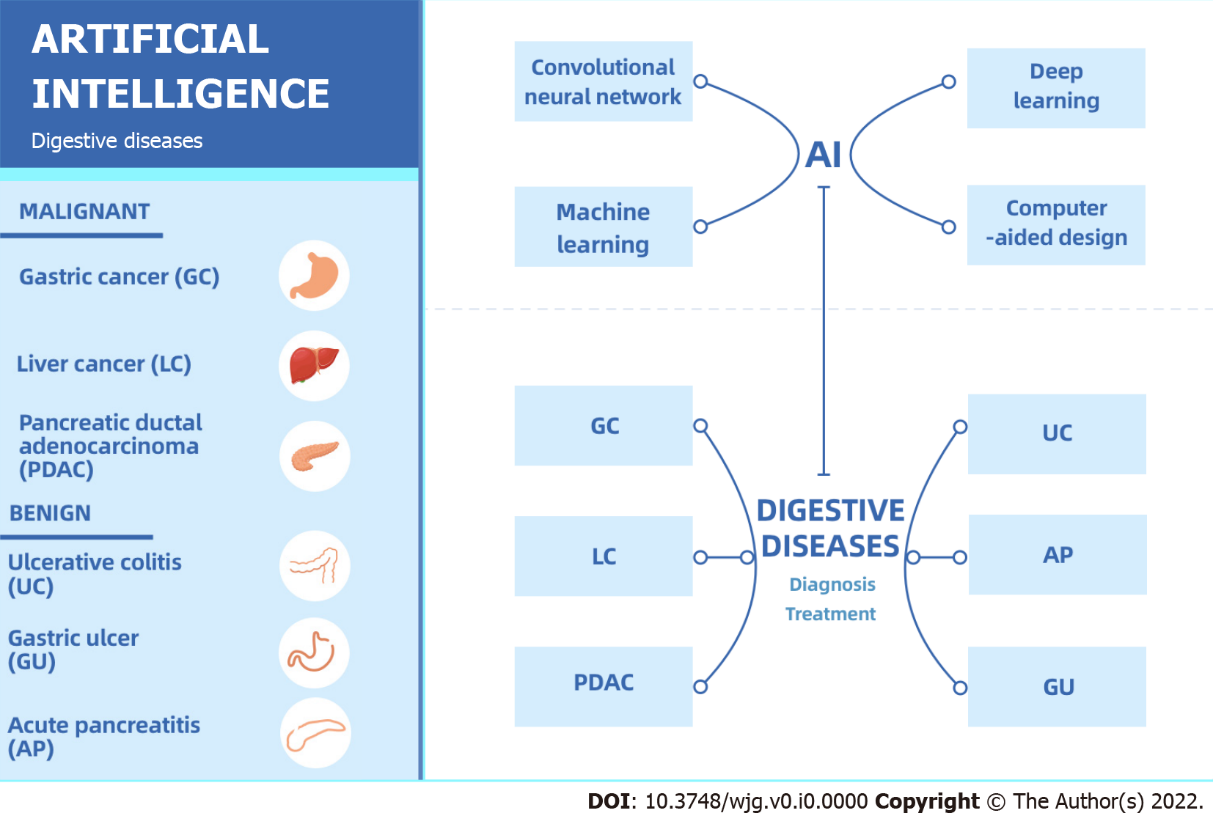 ARTIFICIAL
INTELLIGENCE
Digestive diseases
MALIGNANT
Gastric cancer (GC)
Liver cancer (LC)
Pancreatic ductal
adenocarcinoma
(PDAC)
BENIGN
Ulcerative colitis
(UC)
Gastric ulcer
(GU)
Acute pancreatitis
(AP)
Convolutional
neural network
Machine
learning
AI
Deep
learning
Computer
-aided design
GC
LC
PDAC
DIGESTIVE
DISEASES
Diagnosis
Treatment
UC
AP
GU
DOI: 10.3748/wjg.v0.i0.0000 Copyright © The Author(s) 2022.